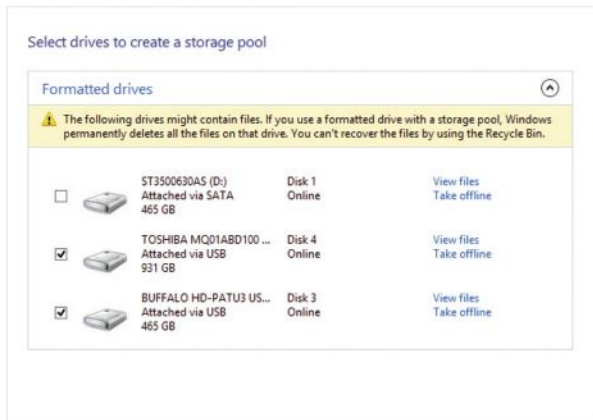 Select drives to create a storage pool
Formatted drives
The following drives might contain files. If you use a formatted drive with a storage pool, Windows
permanently deletes all the files on that drive. You can't recover the files by using the Recycle Bin.
ST3500630AS (D:) Disk 1 View files
Attached via SATA Online Take offline
465 GB
TOSHIBA MQ01ABD100 ... Disk 4 View files
Attached via USB Online Take offline
931 GB
BUFFALO HD-PATU3 US... Disk 3 View files
Attached via USB Online Take offline
465 GB